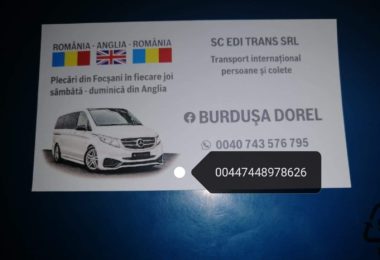 ROMÂNIA - ANGLIA - ROMÂNIA
Plecări din Focșani în fiecare joi
sâmbătă - duminică din Anglia
SC EDI TRANS SRL
Transport internațional
persoane și colete
BURDUŞA DOREL
0040 743 576 795
00447448978626